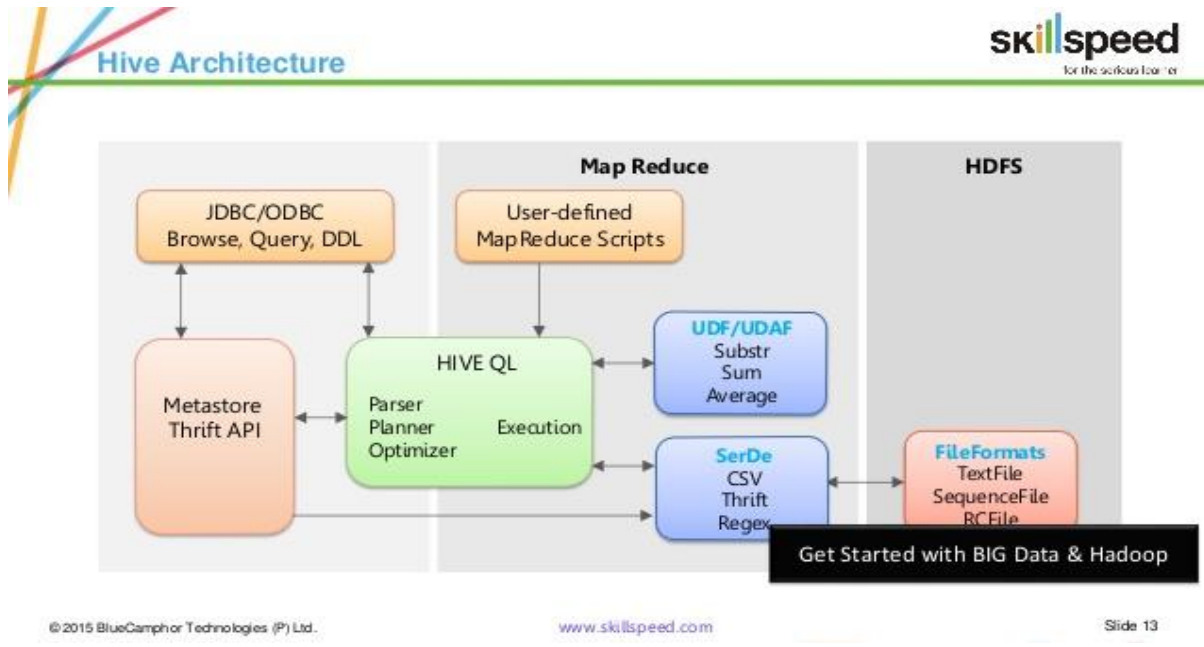 Hive Architecture
skillspeed
for the serious learner
Map Reduce
HDFS
JDBC/ODBC
Browse, Query, DDL
User-defined
MapReduce Scripts
UDF/UDAF
Substr
Sum
Average
HIVE QL
Parser
Planner
Optimizer
Execution
Metastore
Thrift API
SerDe
CSV
Thrift
Regex
FileFormats
TextFile
SequenceFile
RCFile
Get Started with BIG Data & Hadoop
© 2015 BlueCamphor Technologies (P) Ltd.
www.skillspeed.com
Slide 13